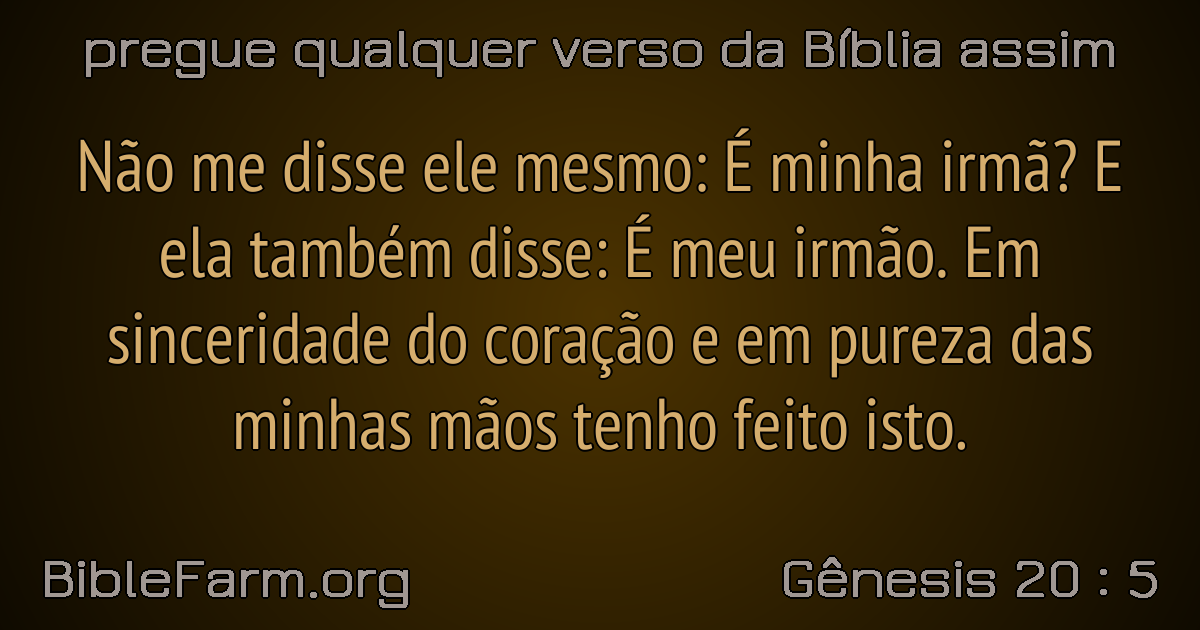 pregue qualquer verso da Bíblia assim
Não me disse ele mesmo: É minha irmã? E
ela também disse: É meu irmão. Em
sinceridade do coração e em pureza das
minhas mãos tenho feito isto.
BibleFarm.org
Gênesis 20 : 5